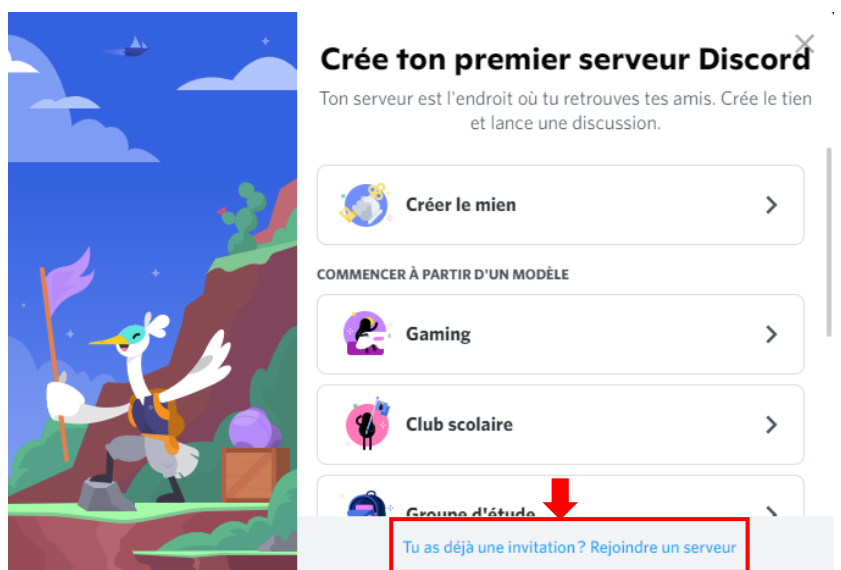 Crée ton premier serveur Discord
Ton serveur est l'endroit où tu retrouves tes amis. Crée le tien
et lance une discussion.
Créer le mien
COMMENCER À PARTIR D'UN MODÈLE
Gaming
Club scolaire
Groupe d'étude
Tu as déjà une invitation ? Rejoindre un serveur